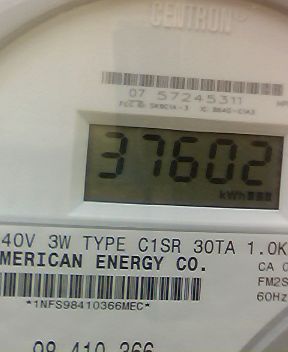 CENTRON
07 57245311
37602
kWh
40V 3W TYPE C1SR 30TA 1.0K
MERICAN ENERGY CO.
CA 0
FM2S
60Hz
*1NFS98410366MEC*
98 410 366